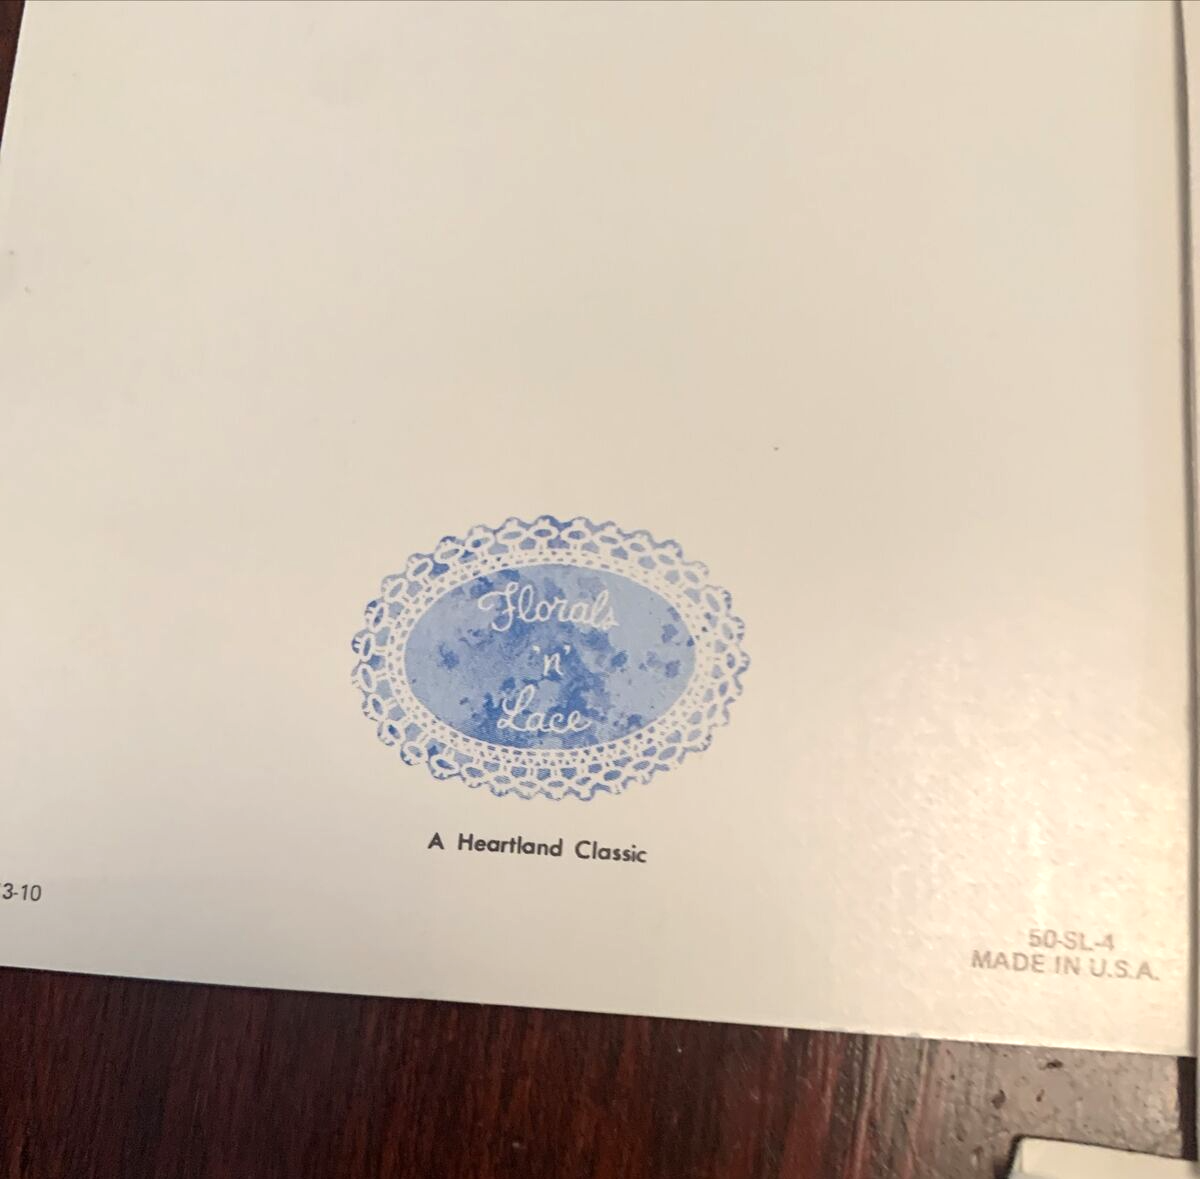 Florals
'n'
Lace
A Heartland Classic
3-10
50-SL-4
MADE IN U.S.A.